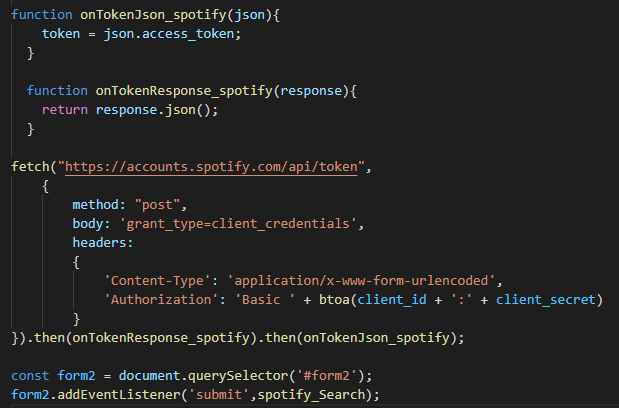 function onTokenJson_spotify(json){
    token = json.access_token;
  }
  function onTokenResponse_spotify(response){
    return response.json();
  }
fetch("https://accounts.spotify.com/api/token",
    {
        method: "post",
        body: 'grant_type=client_credentials',
        headers:
        {
            'Content-Type': 'application/x-www-form-urlencoded',
            'Authorization': 'Basic ' + btoa(client_id + ':' + client_secret)
        }
}).then(onTokenResponse_spotify).then(onTokenJson_spotify);
const form2 = document.querySelector('#form2');
form2.addEventListener('submit',spotify_Search);